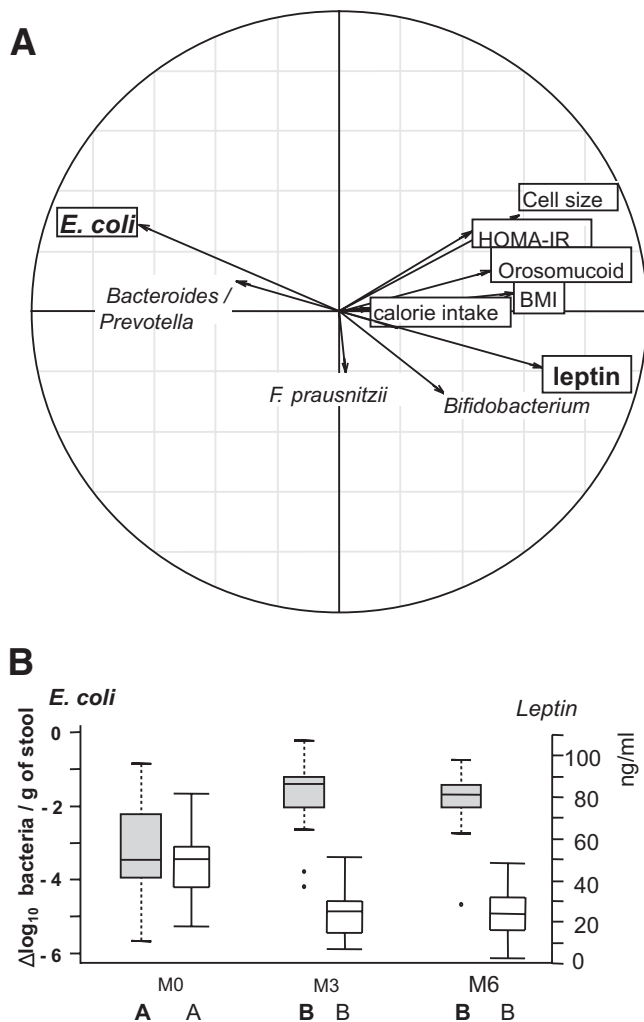 A
Cell size
E. coli
HOMA-IR
Orosomucoid
Bacteroides /
Prevotella
BMI
calorie intake
leptin
F. prausnitzii
Bifidobacterium
B
E. coli
Leptin
Δlog10 bacteria / g of stool
0
- 2
- 4
- 6
100
80
60
40
20
0
ng/ml
M0
M3
M6
A A
B B
B B